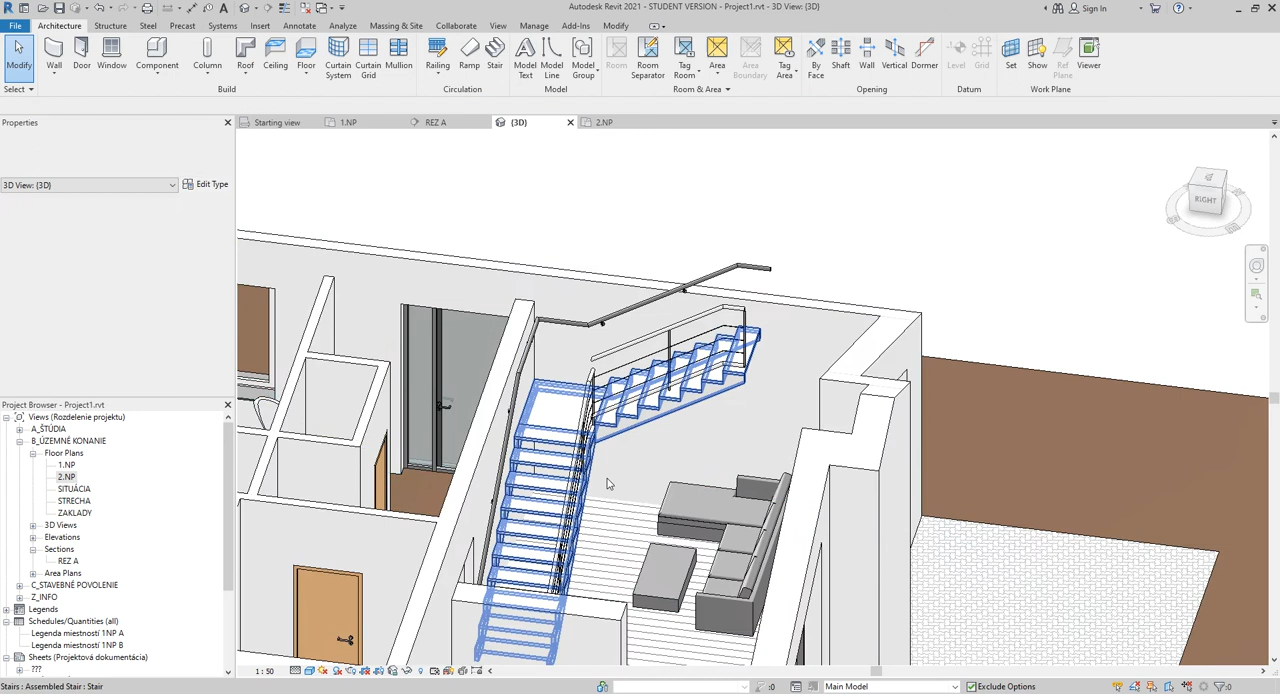 Autodesk Revit 2021 - STUDENT VERSION - Project1.rvt - 3D View: {3D}
Sign In
File Architecture Structure Steel Precast Systems Insert Annotate Analyze Massing & Site Collaborate View Manage Add-Ins Modify
Modify Wall Door Window Component Column Roof Ceiling Floor Curtain System Curtain Grid Mullion Railing Ramp Stair Model Text Model Line Model Group Room Room Separator Tag Room Area Area Boundary Tag Area By Face Shaft Wall Vertical Dormer Level Grid Set Show Ref Plane Viewer
Select Build Circulation Model Room & Area Opening Datum Work Plane
Properties
Starting view 1.NP REZ A {3D} 2.NP
3D View: {3D} Edit Type
RIGHT
Project Browser - Project1.rvt
Views (Rozdelenie projektu)
A_ŠTÚDIA
B_ÚZEMNÉ KONANIE
Floor Plans
1.NP
2.NP
SITUÁCIA
STRECHA
ZAKLADY
3D Views
Elevations
Sections
REZ A
Area Plans
C_STAVEBNÉ POVOLENIE
Z_INFO
Legends
Schedules/Quantities (all)
Legenda miestností 1NP A
Legenda miestností 1NP B
Sheets (Projektová dokumentácia)
???
1 : 50
Stairs : Assembled Stair : Stair
:0
Main Model
Exclude Options
:0